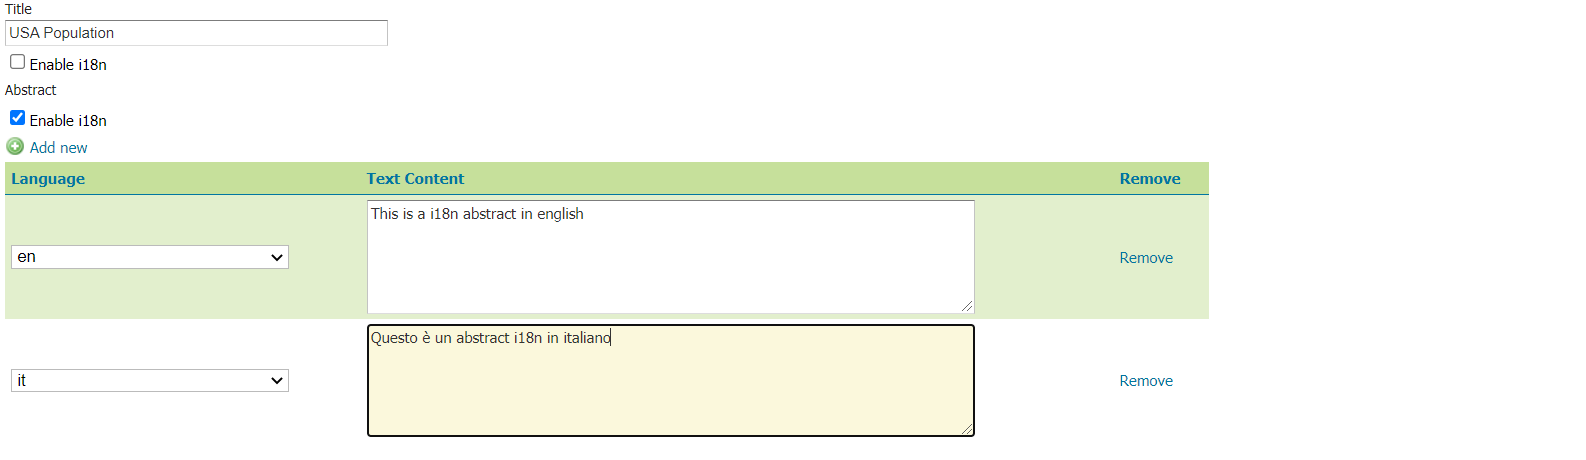 Title
USA Population
Enable i18n
Abstract
Enable i18n
Add new
Language Text Content Remove
This is a i18n abstract in english
en Remove
Questo è un abstract i18n in italiano
it Remove